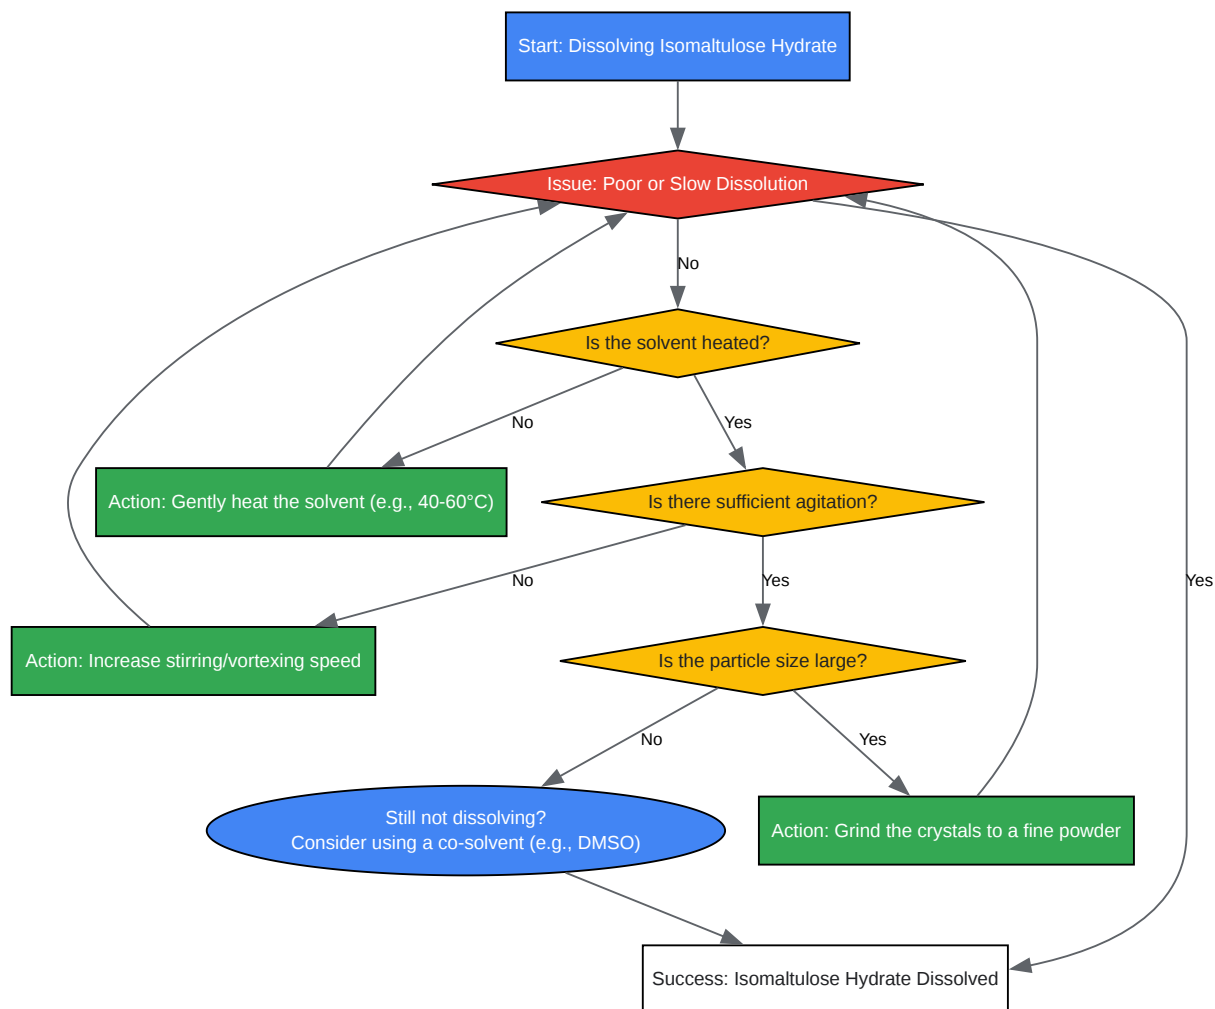 Start: Dissolving Isomaltulose Hydrate
Issue: Poor or Slow Dissolution
No
Is the solvent heated?
No
Yes
Action: Gently heat the solvent (e.g., 40-60°C)
Is there sufficient agitation?
No
Yes
Yes
Action: Increase stirring/vortexing speed
Is the particle size large?
No
Yes
Still not dissolving?
Consider using a co-solvent (e.g., DMSO)
Action: Grind the crystals to a fine powder
Success: Isomaltulose Hydrate Dissolved